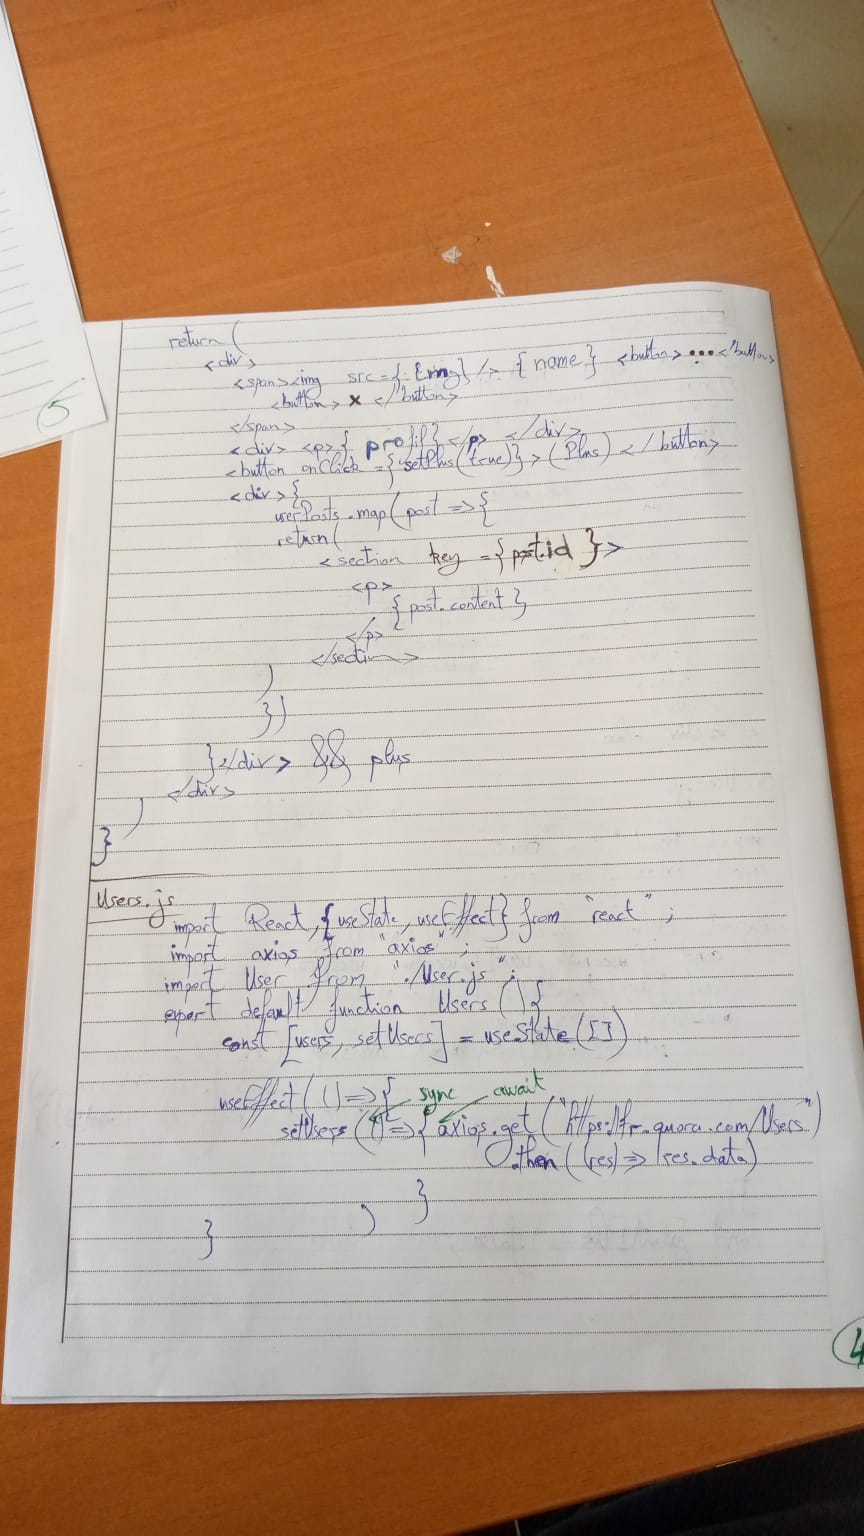 5
return (
<div>
<span><img src={img} /> {name} <button> ... </button>
<button> x </button>
</span>
<div> <p>{ profil} </p> </div>
<button onClick ={setPlus(true)}>(Plus) </button>
<div>{
userPosts.map(post =>{
return(
<section key ={post.id }>
<p>
{ post.content }
</p>
</section>
)
})
}</div> && plus
</div>
)
}
Users.js
import React, {useState, useEffect} from "react" ;
import axios from "axios" ;
import User from "./User.js" ;
export default function Users () {
const [users, setUsers] = useState ([])
useEffect ( () => {
sync await
setUsers ( () => { axios.get ("https://fr.quora.com/Users")
.then ( (res) => res.data)
}
)
}
4